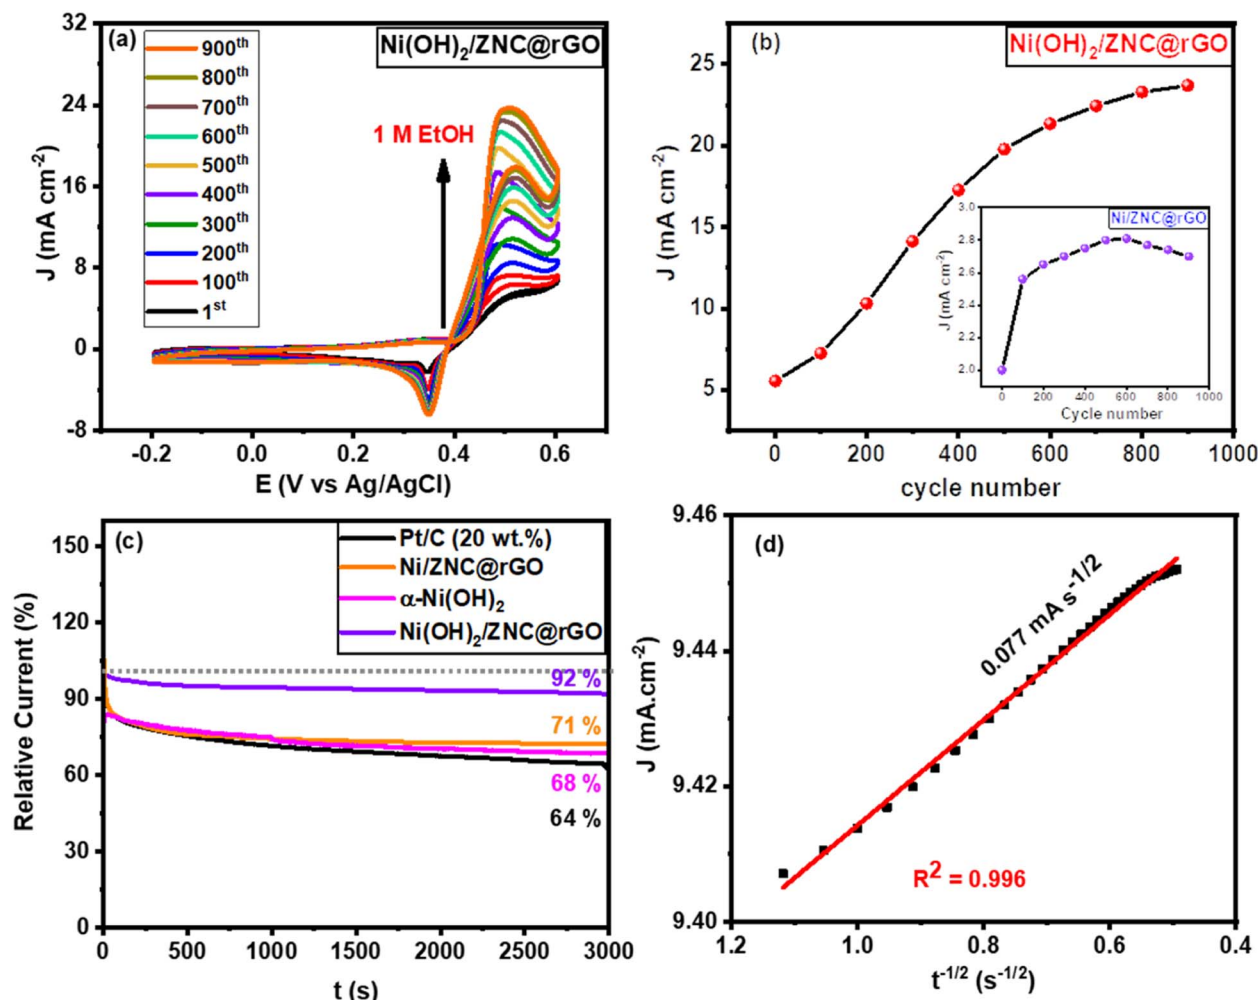 (a)
Ni(OH)₂/ZNC@rGO
900ᵗʰ
800ᵗʰ
700ᵗʰ
600ᵗʰ
500ᵗʰ
400ᵗʰ
300ᵗʰ
200ᵗʰ
100ᵗʰ
1ˢᵗ
1 M EtOH
32
24
16
8
0
-8
J (mA cm⁻²)
-0.2 0.0 0.2 0.4 0.6
E (V vs Ag/AgCl)
(b)
Ni(OH)₂/ZNC@rGO
25
20
15
10
5
J (mA cm⁻²)
0 200 400 600 800 1000
cycle number
Ni/ZNC@rGO
3.0
2.8
2.6
2.4
2.2
2.0
J (mA cm⁻²)
0 200 400 600 800 1000
Cycle number
(c)
Pt/C (20 wt.%)
Ni/ZNC@rGO
α-Ni(OH)₂
Ni(OH)₂/ZNC@rGO
92 %
71 %
68 %
64 %
150
120
90
60
30
0
Relative Current (%)
0 500 1000 1500 2000 2500 3000
t (s)
(d)
0.077 mA s⁻¹/²
R² = 0.996
9.46
9.44
9.42
9.40
J (mA.cm⁻²)
1.2 1.0 0.8 0.6 0.4
t⁻¹/² (s⁻¹/²)